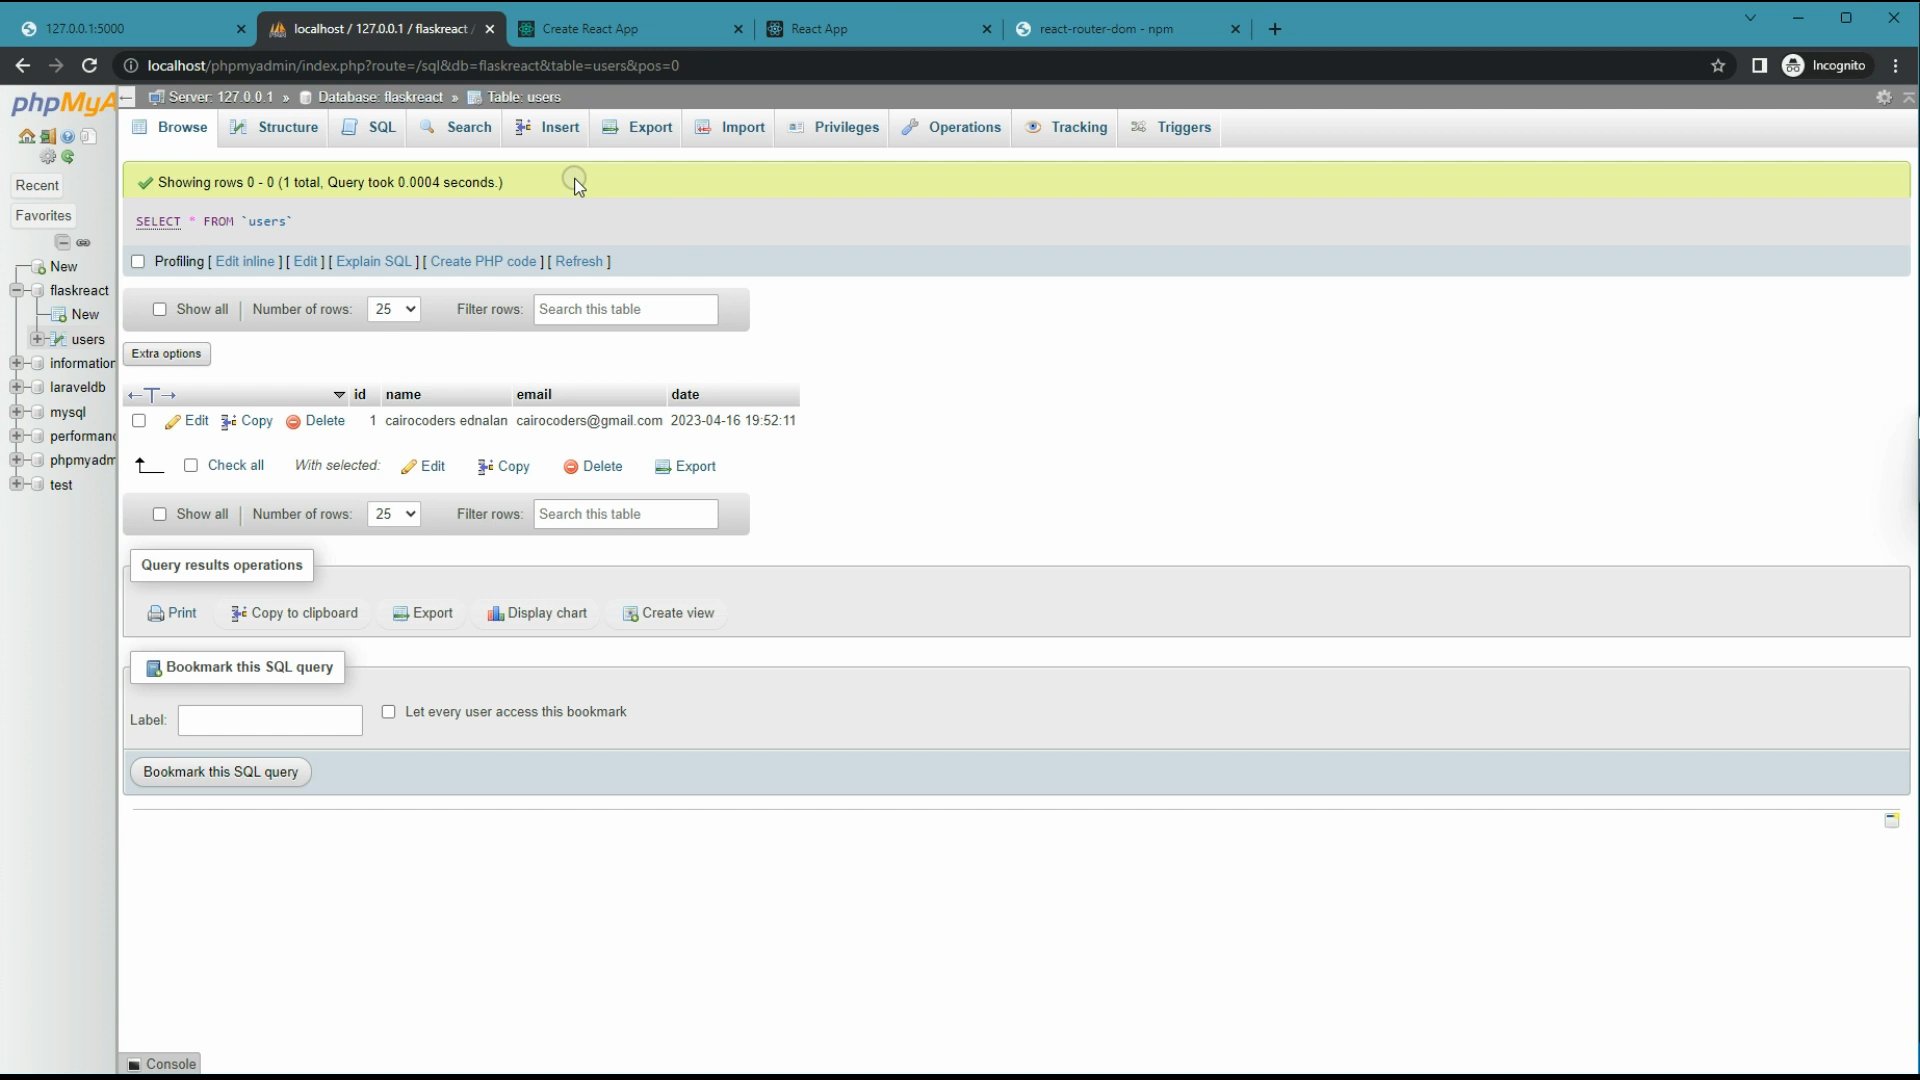 127.0.0.1:5000
localhost / 127.0.0.1 / flaskreact
Create React App
React App
react-router-dom - npm
localhost/phpmyadmin/index.php?route=/sql&db=flaskreact&table=users&pos=0
Incognito
phpMyA
Server: 127.0.0.1 » Database: flaskreact » Table: users
Browse Structure SQL Search Insert Export Import Privileges Operations Tracking Triggers
Recent
Favorites
New
flaskreact
New
users
information
laraveldb
mysql
performanc
phpmyadm
test
Showing rows 0 - 0 (1 total, Query took 0.0004 seconds.)
SELECT * FROM `users`
Profiling [ Edit inline ] [ Edit ] [ Explain SQL ] [ Create PHP code ] [ Refresh ]
Show all Number of rows: 25 Filter rows: Search this table
Extra options
id name email date
Edit Copy Delete 1 cairocoders ednalan cairocoders@gmail.com 2023-04-16 19:52:11
Check all With selected: Edit Copy Delete Export
Show all Number of rows: 25 Filter rows: Search this table
Query results operations
Print Copy to clipboard Export Display chart Create view
Bookmark this SQL query
Label: Let every user access this bookmark
Bookmark this SQL query
Console